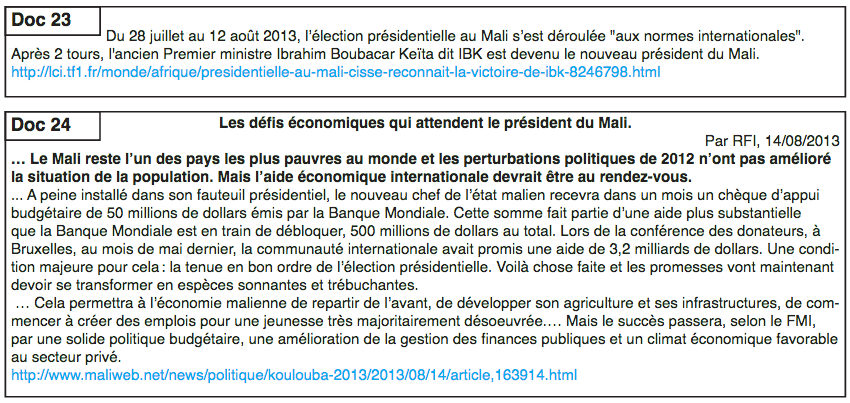 Doc 23
Du 28 juillet au 12 août 2013, l'élection présidentielle au Mali s'est déroulée "aux normes internationales".
Après 2 tours, l'ancien Premier ministre Ibrahim Boubacar Keïta dit IBK est devenu le nouveau président du Mali.
http://lci.tf1.fr/monde/afrique/presidentielle-au-mali-cisse-reconnait-la-victoire-de-ibk-8246798.html
Doc 24
Les défis économiques qui attendent le président du Mali.
Par RFI, 14/08/2013
… Le Mali reste l'un des pays les plus pauvres au monde et les perturbations politiques de 2012 n'ont pas amélioré
la situation de la population. Mais l'aide économique internationale devrait être au rendez-vous.
... A peine installé dans son fauteuil présidentiel, le nouveau chef de l'état malien recevra dans un mois un chèque d'appui
budgétaire de 50 millions de dollars émis par la Banque Mondiale. Cette somme fait partie d'une aide plus substantielle
que la Banque Mondiale est en train de débloquer, 500 millions de dollars au total. Lors de la conférence des donateurs, à
Bruxelles, au mois de mai dernier, la communauté internationale avait promis une aide de 3,2 milliards de dollars. Une condi-
tion majeure pour cela : la tenue en bon ordre de l'élection présidentielle. Voilà chose faite et les promesses vont maintenant
devoir se transformer en espèces sonnantes et trébuchantes.
… Cela permettra à l'économie malienne de repartir de l'avant, de développer son agriculture et ses infrastructures, de com-
mencer à créer des emplois pour une jeunesse très majoritairement désoeuvrée.… Mais le succès passera, selon le FMI,
par une solide politique budgétaire, une amélioration de la gestion des finances publiques et un climat économique favorable
au secteur privé.
http://www.maliweb.net/news/politique/koulouba-2013/2013/08/14/article,163914.html